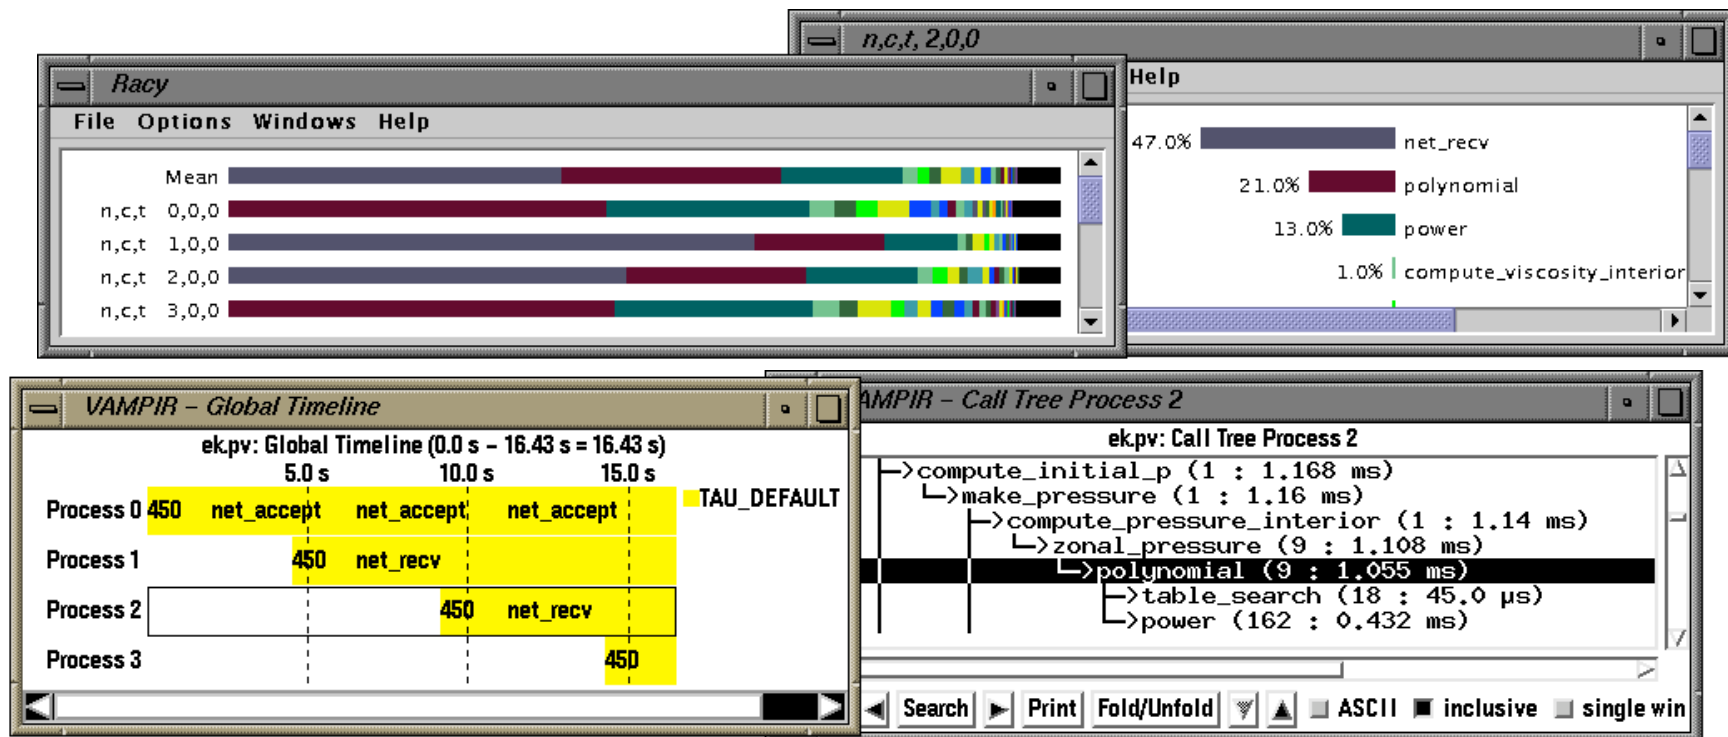 n,c,t, 2,0,0
Help
47.0% net_recv
21.0% polynomial
13.0% power
1.0% compute_viscosity_interior
Racy
File Options Windows Help
Mean
n,c,t 0,0,0
n,c,t 1,0,0
n,c,t 2,0,0
n,c,t 3,0,0
VAMPIR – Global Timeline
ek.pv: Global Timeline (0.0 s – 16.43 s = 16.43 s)
5.0 s 10.0 s 15.0 s
Process 0 450 net_accept net_accept net_accept
TAU_DEFAULT
Process 1 450 net_recv
Process 2 450 net_recv
Process 3 450
AMPIR – Call Tree Process 2
ek.pv: Call Tree Process 2
compute_initial_p (1 : 1.168 ms)
make_pressure (1 : 1.16 ms)
compute_pressure_interior (1 : 1.14 ms)
zonal_pressure (9 : 1.108 ms)
polynomial (9 : 1.055 ms)
table_search (18 : 45.0 µs)
power (162 : 0.432 ms)
Search Print Fold/Unfold ASCII inclusive single win